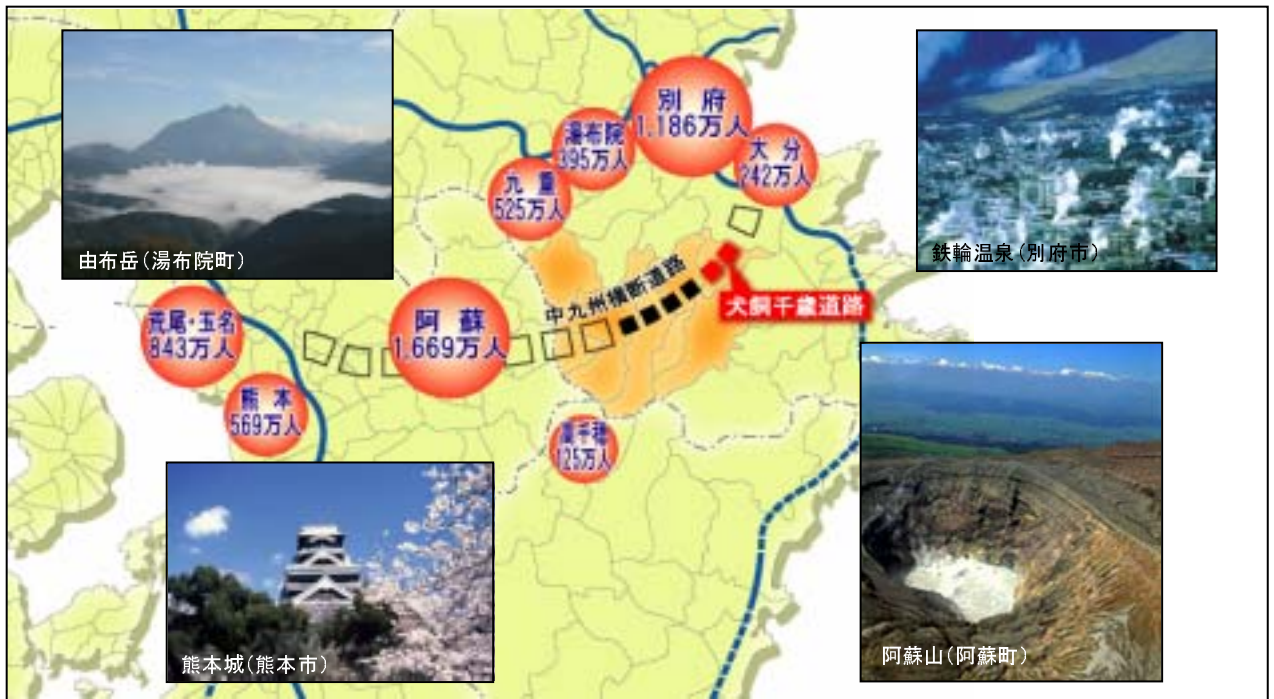 由布岳(湯布院町)
別府
1,186万人
湯布院
395万人
大分
242万人
九重
525万人
鉄輪温泉(別府市)
中九州横断道路
犬飼千歳道路
荒尾・玉名
843万人
阿蘇
1,669万人
熊本
569万人
高千穂
125万人
熊本城(熊本市)
阿蘇山(阿蘇町)